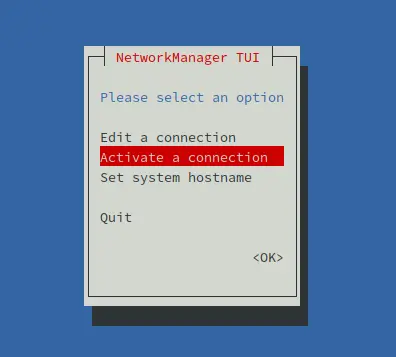 NetworkManager TUI
Please select an option
Edit a connection
Activate a connection
Set system hostname
Quit
<OK>